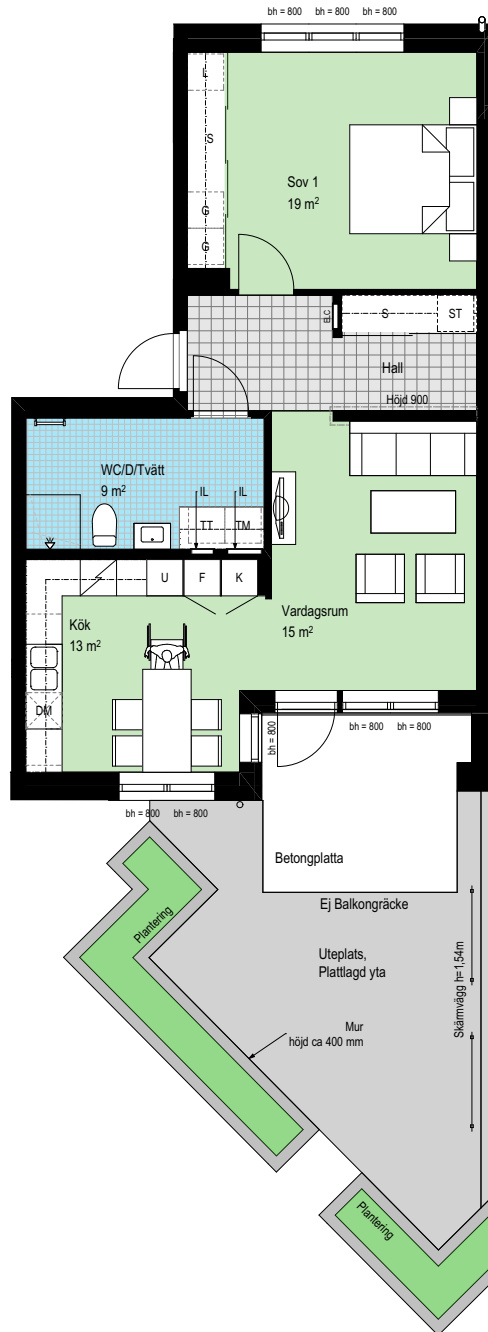 bh = 800 bh = 800 bh = 800
L
S
Sov 1
19 m²
G
G
ELC
S
ST
Hall
Höjd 900
WC/D/Tvätt
9 m²
IL
IL
TT
TM
U
F
K
Kök
13 m²
Vardagsrum
15 m²
DM
bh = 800
bh = 800 bh = 800
bh = 800 bh = 800
Betongplatta
Ej Balkongräcke
Plantering
Uteplats,
Plattlagd yta
Skärmvägg h=1,54m
Mur
höjd ca 400 mm
Plantering